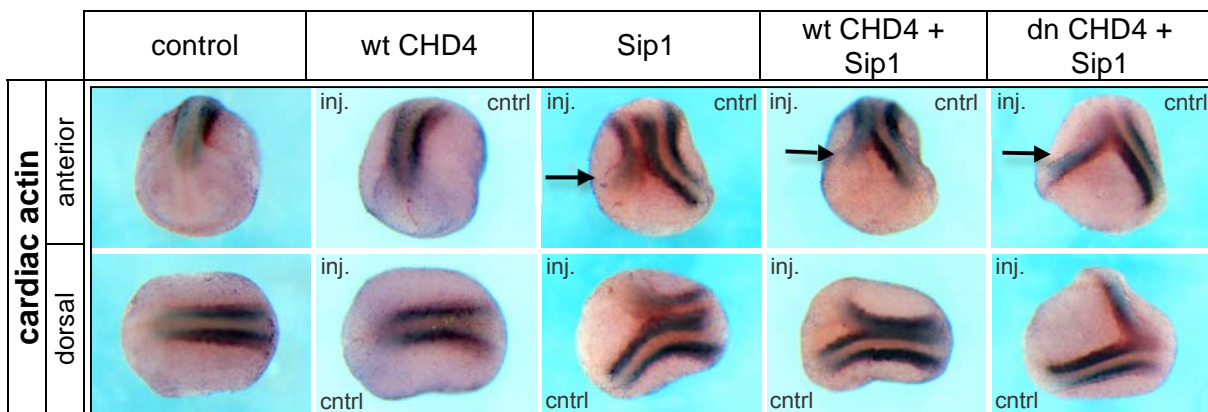 control
wt CHD4
Sip1
wt CHD4 +
Sip1
dn CHD4 +
Sip1
cardiac actin
anterior
inj.
cntrl
inj.
cntrl
inj.
cntrl
inj.
cntrl
dorsal
inj.
cntrl
inj.
cntrl
inj.
cntrl
inj.
cntrl